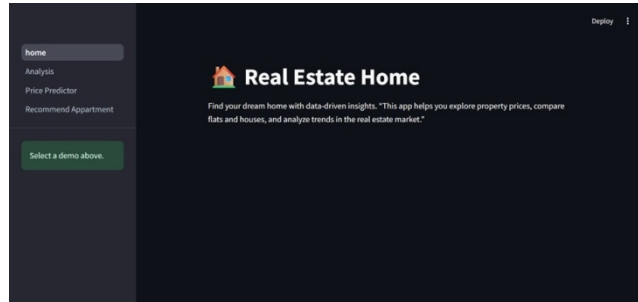 Deploy
home
Analysis
Price Predictor
Recommend Appartment
Select a demo above.
Real Estate Home
Find your dream home with data-driven insights. "This app helps you explore property prices, compare
flats and houses, and analyze trends in the real estate market."